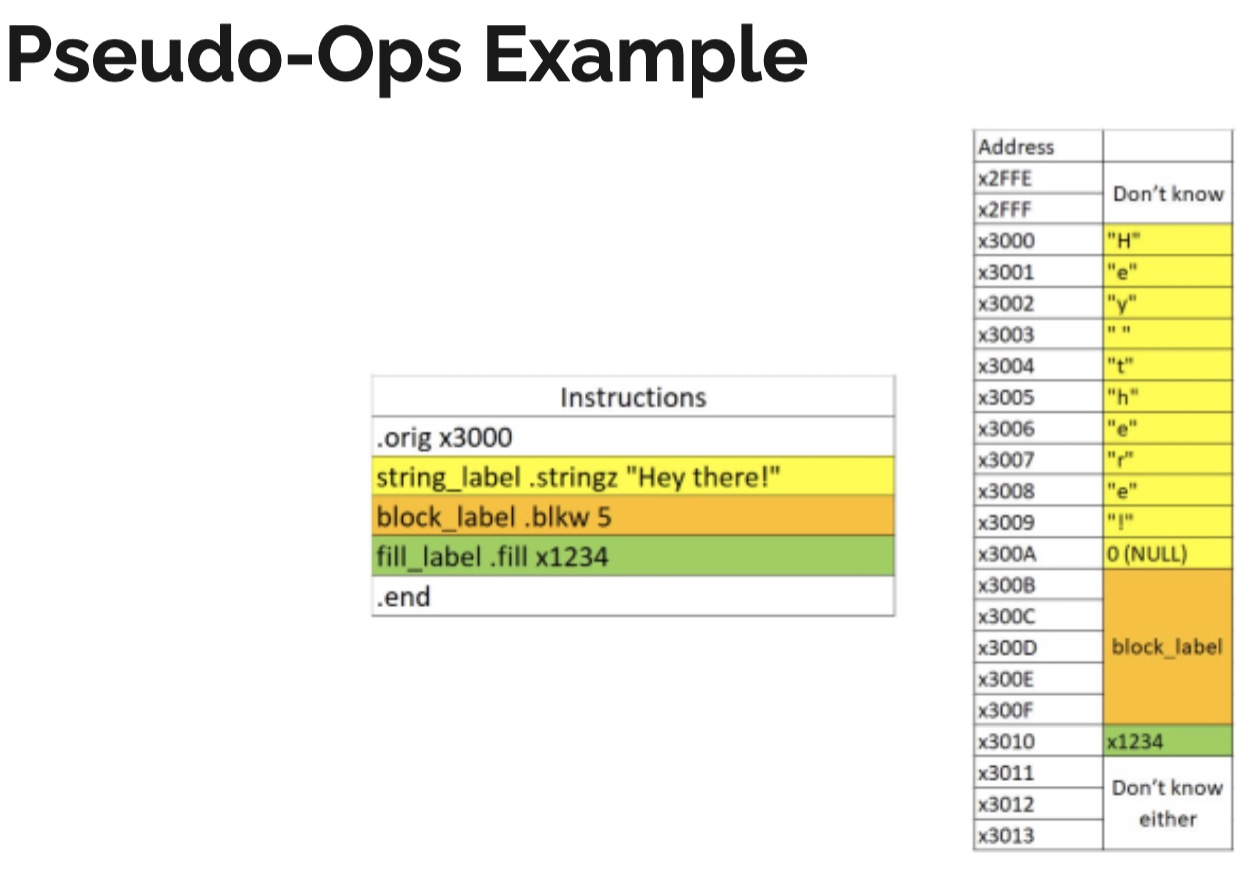 Pseudo-Ops Example
Instructions
.orig x3000
string_label .stringz "Hey there!"
block_label .blkw 5
fill_label .fill x1234
.end
Address
x2FFE
x2FFF
Don't know
x3000 "H"
x3001 "e"
x3002 "y"
x3003 " "
x3004 "t"
x3005 "h"
x3006 "e"
x3007 "r"
x3008 "e"
x3009 "!"
x300A 0 (NULL)
x300B
x300C
x300D block_label
x300E
x300F
x3010 x1234
x3011
x3012
x3013
Don't know
either